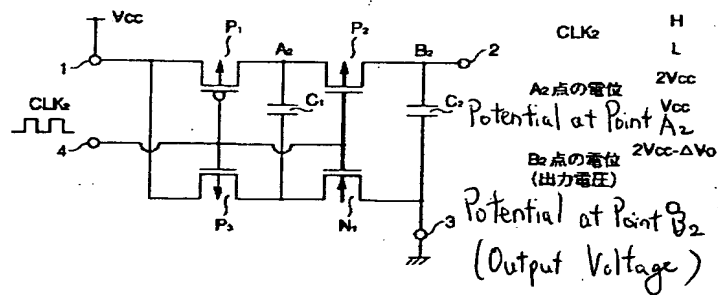 Vcc
P₁
A₂
P₂
B₂
2
1
C₁
C₂
CLK₂
4
P₃
N₁
3
CLK₂
H
L
A₂点の電位
2Vcc
Vcc
Potential at Point A₂
B₂点の電位
(出力電圧)
2Vcc-ΔVo
0
Potential at Point B₂
(Output Voltage)